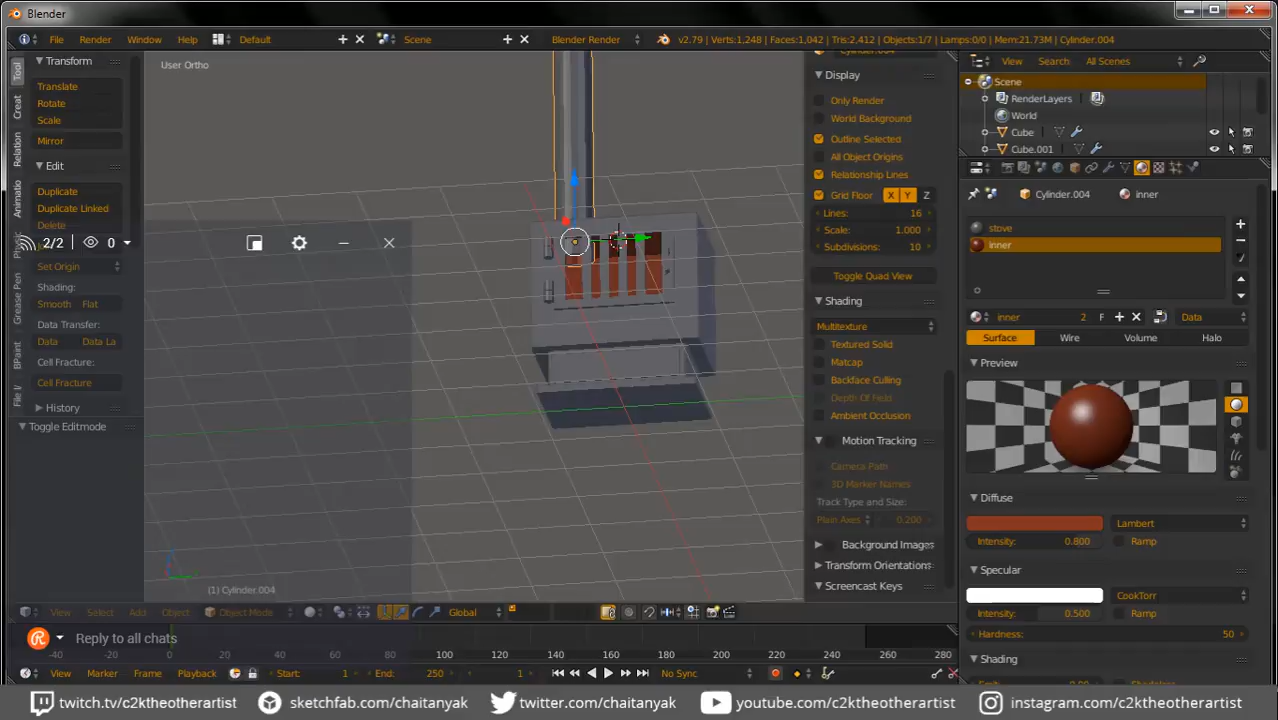 Blender
File Render Window Help Default Scene Blender Render v2.79 | Verts:1,248 | Faces:1,042 | Tris:2,412 | Objects:1/7 | Lamps:0/0 | Mem:21.73M | Cylinder.004
Tool
Creat
Relation
Animatio
Grease Pen
BPaint
Transform
Translate
Rotate
Scale
Mirror
Edit
Duplicate
Duplicate Linked
Delete
2/2 0
Set Origin
Shading:
Smooth Flat
Data Transfer:
Data Data La
Cell Fracture:
Cell Fracture
History
Toggle Editmode
User Ortho
(1) Cylinder.004
Cylinder.004
Display
Only Render
World Background
Outline Selected
All Object Origins
Relationship Lines
Grid Floor X Y Z
Lines: 16
Scale: 1.000
Subdivisions: 10
Toggle Quad View
Shading
Multitexture
Textured Solid
Matcap
Backface Culling
Depth Of Field
Ambient Occlusion
Motion Tracking
Camera Path
3D Marker Names
Track Type and Size:
Plain Axes 0.200
Background Images
Transform Orientations
Screencast Keys
View Search All Scenes
Scene
RenderLayers
World
Cube
Cube.001
Cylinder.004 inner
stove
inner
inner 2 F Data
Surface Wire Volume Halo
Preview
Diffuse
Lambert
Intensity: 0.800 Ramp
Specular
CookTorr
Intensity: 0.500 Ramp
Hardness: 50
Shading
View Select Add Object Object Mode Global
Reply to all chats
0 140 160 180 200 220 240 260 280
View Marker Frame Playback Start: 1 End: 250 1 No Sync
twitch.tv/c2ktheotherartist sketchfab.com/chaitanyak twitter.com/chaitanyak youtube.com/c2ktheotherartist instagram.com/c2ktheotherartist